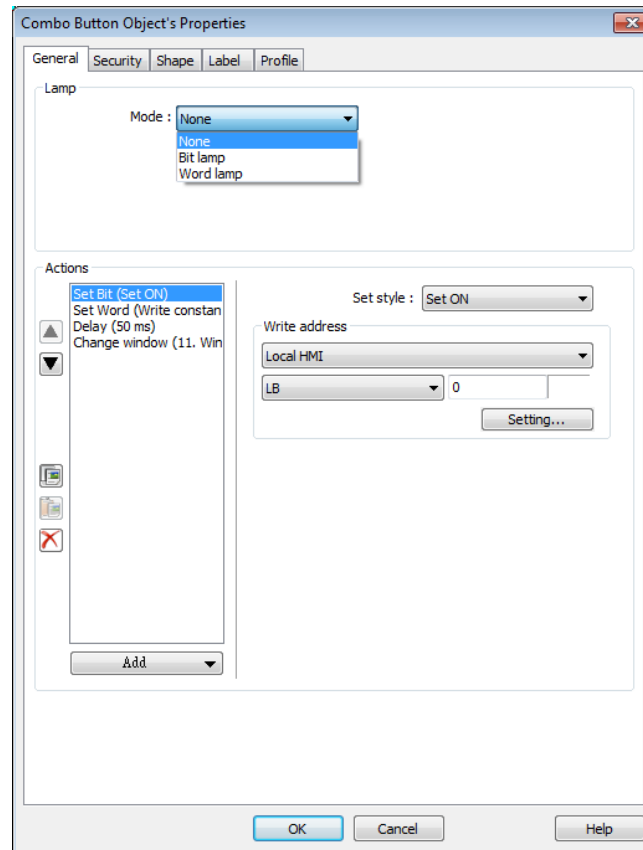 Combo Button Object's Properties
General Security Shape Label Profile
Lamp
Mode : None
None
Bit lamp
Word lamp
Actions
Set Bit (Set ON)
Set Word (Write constan
Delay (50 ms)
Change window (11. Win
Set style : Set ON
Write address
Local HMI
LB 0
Setting...
Add
OK Cancel Help